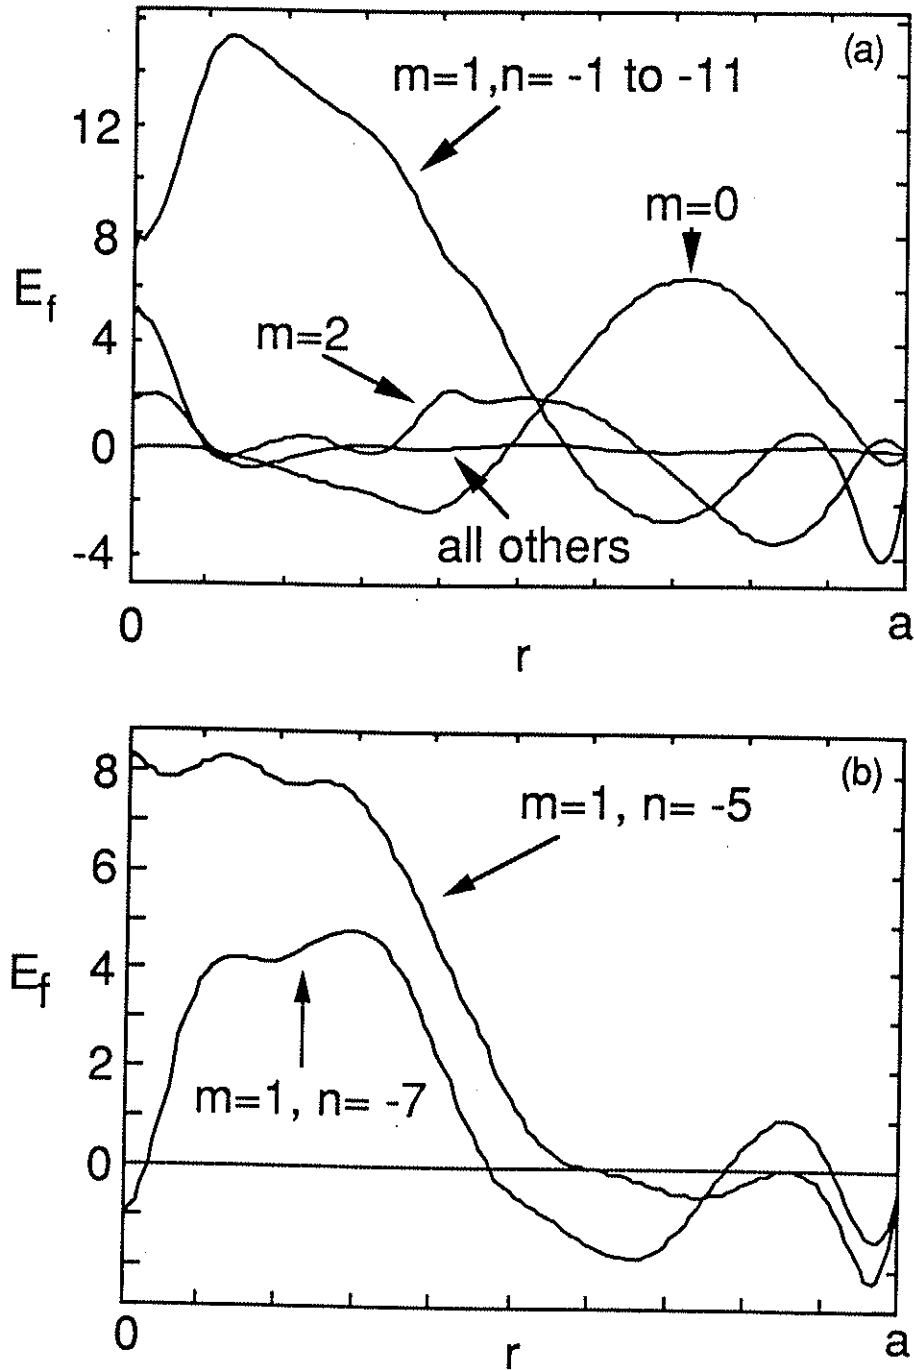 (a)
m=1,n= -1 to -11
12
m=0
8
E_f
m=2
4
0
all others
-4
0
a
r
(b)
8
m=1, n= -5
6
E_f
4
2
m=1, n= -7
0
0
a
r